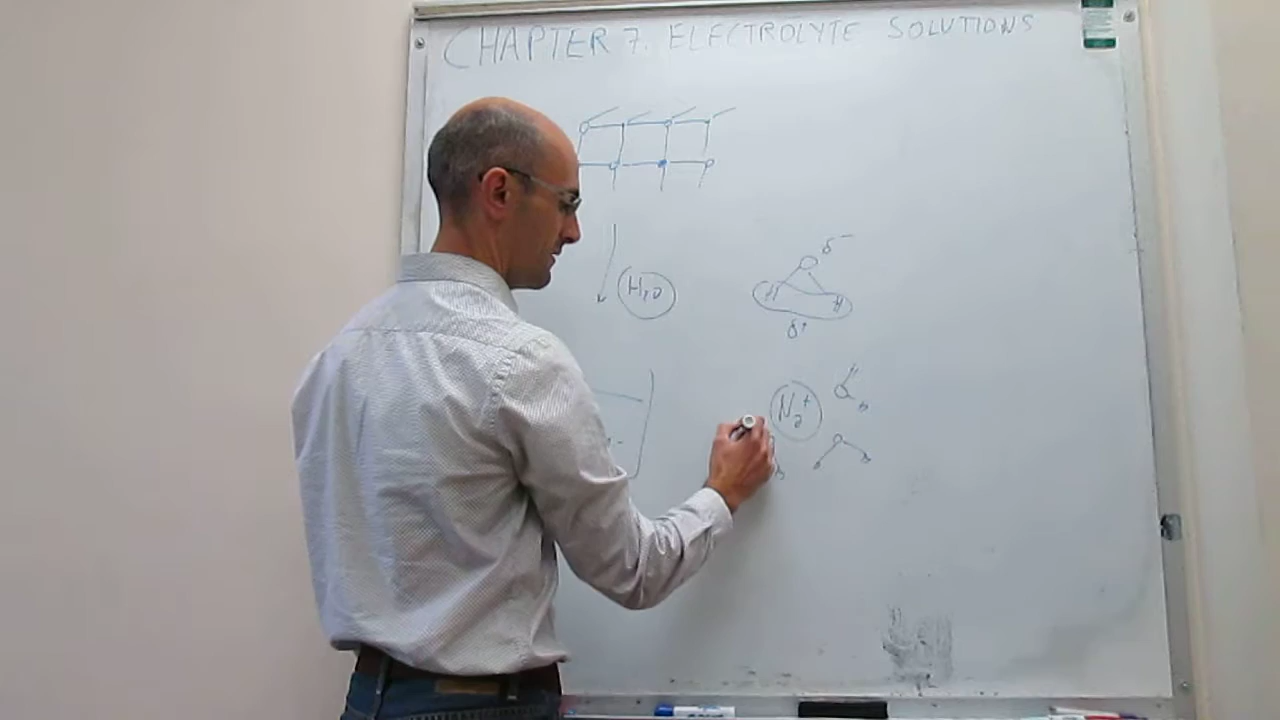 CHAPTER 7. ELECTROLYTE SOLUTIONS
δ-
H2O
H H
δ+
Na+